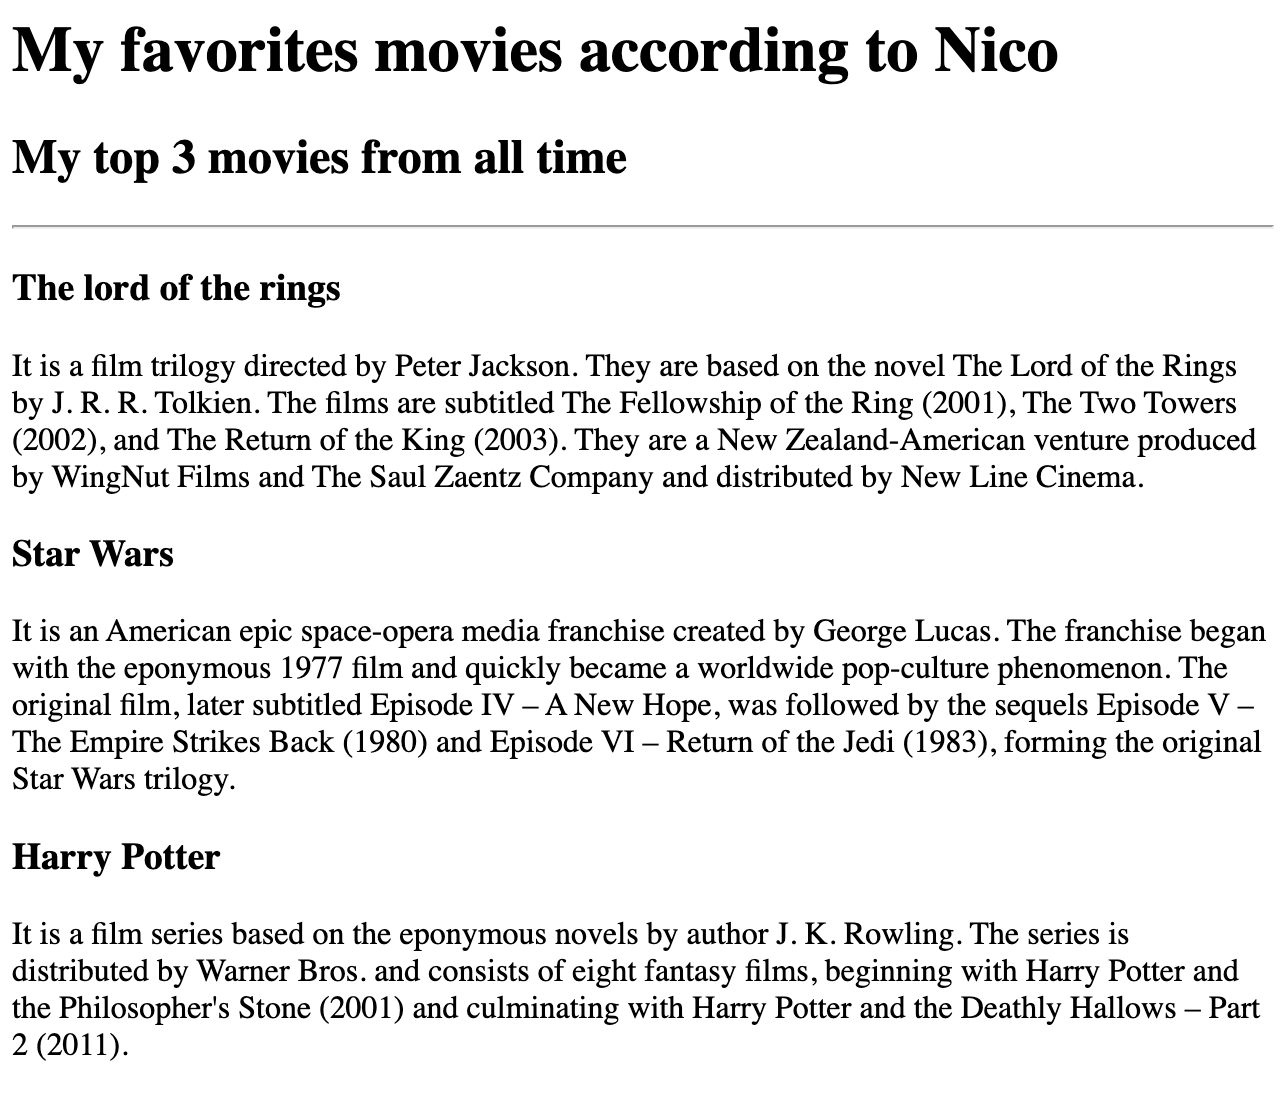 My favorites movies according to Nico
My top 3 movies from all time
The lord of the rings
It is a film trilogy directed by Peter Jackson. They are based on the novel The Lord of the Rings
by J. R. R. Tolkien. The films are subtitled The Fellowship of the Ring (2001), The Two Towers
(2002), and The Return of the King (2003). They are a New Zealand-American venture produced
by WingNut Films and The Saul Zaentz Company and distributed by New Line Cinema.
Star Wars
It is an American epic space-opera media franchise created by George Lucas. The franchise began
with the eponymous 1977 film and quickly became a worldwide pop-culture phenomenon. The
original film, later subtitled Episode IV – A New Hope, was followed by the sequels Episode V –
The Empire Strikes Back (1980) and Episode VI – Return of the Jedi (1983), forming the original
Star Wars trilogy.
Harry Potter
It is a film series based on the eponymous novels by author J. K. Rowling. The series is
distributed by Warner Bros. and consists of eight fantasy films, beginning with Harry Potter and
the Philosopher's Stone (2001) and culminating with Harry Potter and the Deathly Hallows – Part
2 (2011).